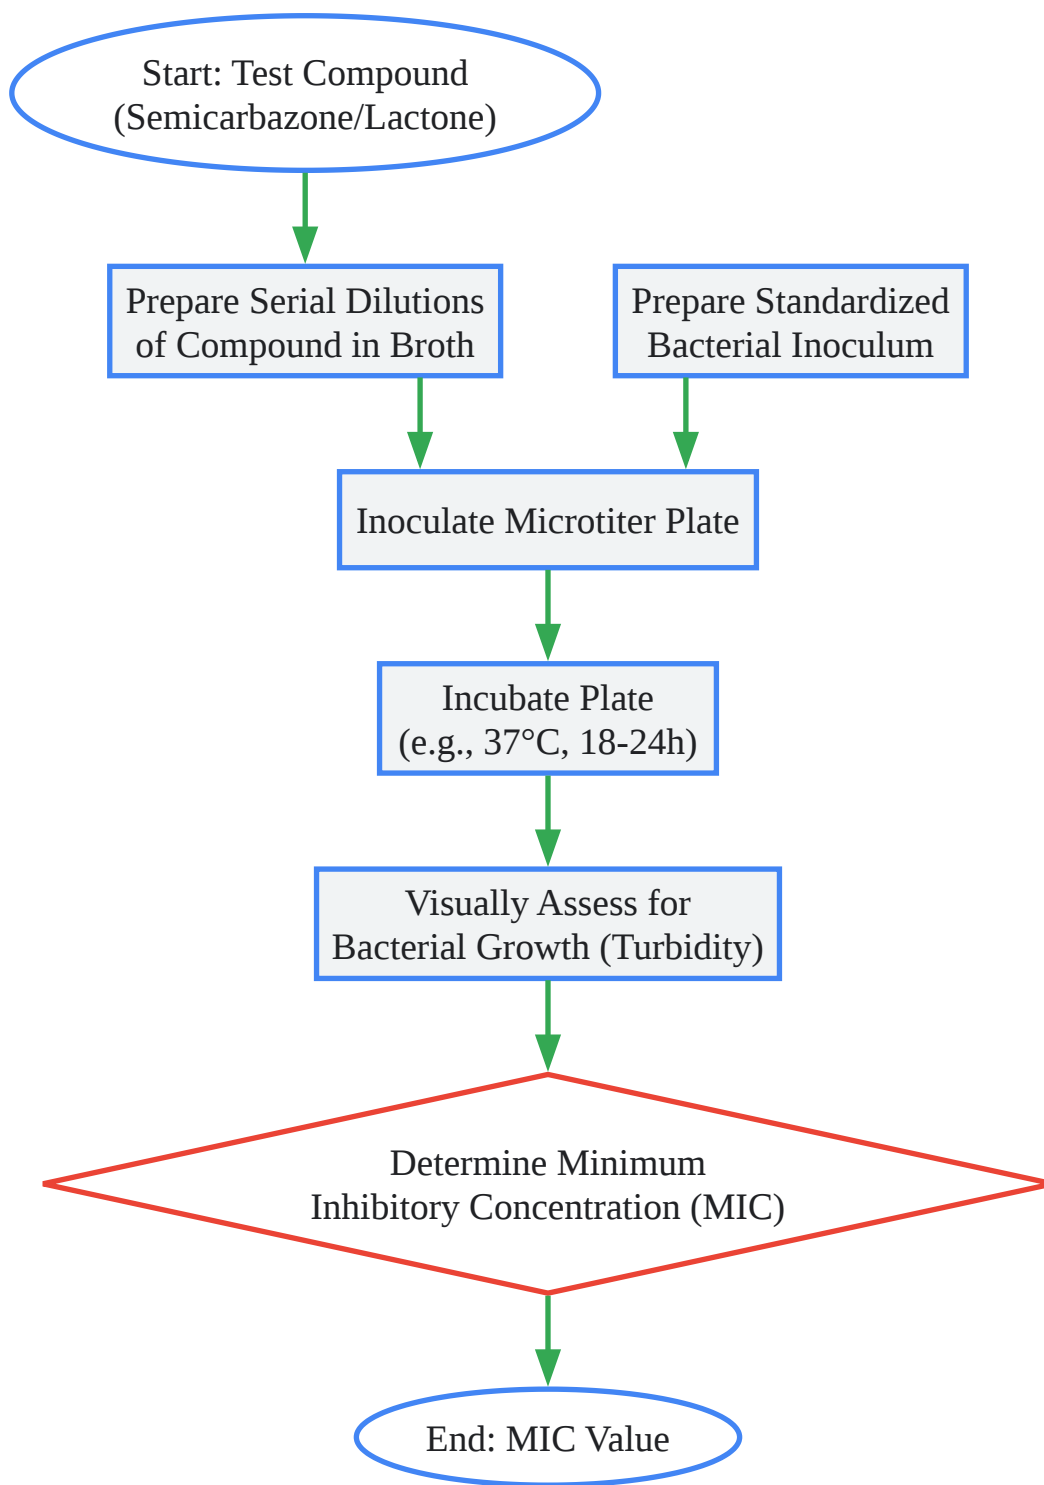 Start: Test Compound
(Semicarbazone/Lactone)
Prepare Serial Dilutions
of Compound in Broth
Prepare Standardized
Bacterial Inoculum
Inoculate Microtiter Plate
Incubate Plate
(e.g., 37°C, 18-24h)
Visually Assess for
Bacterial Growth (Turbidity)
Determine Minimum
Inhibitory Concentration (MIC)
End: MIC Value